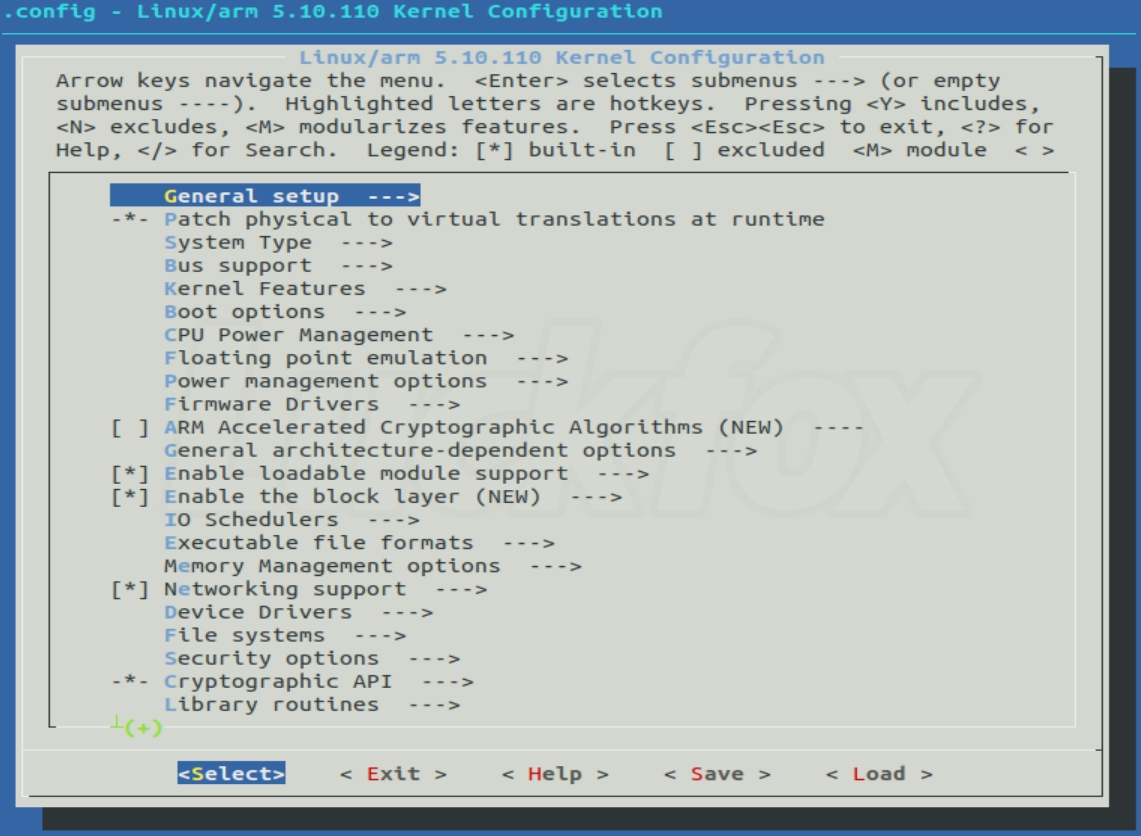 .config - Linux/arm 5.10.110 Kernel Configuration
Linux/arm 5.10.110 Kernel Configuration
Arrow keys navigate the menu.  <Enter> selects submenus ---> (or empty
submenus ----).  Highlighted letters are hotkeys.  Pressing <Y> includes,
<N> excludes, <M> modularizes features.  Press <Esc><Esc> to exit, <?> for
Help, </> for Search.  Legend: [*] built-in  [ ] excluded  <M> module  < >
General setup  --->
-*- Patch physical to virtual translations at runtime
System Type  --->
Bus support  --->
Kernel Features  --->
Boot options  --->
CPU Power Management  --->
Floating point emulation  --->
Power management options  --->
Firmware Drivers  --->
[ ] ARM Accelerated Cryptographic Algorithms (NEW)  ----
General architecture-dependent options  --->
[*] Enable loadable module support  --->
[*] Enable the block layer (NEW)  --->
IO Schedulers  --->
Executable file formats  --->
Memory Management options  --->
[*] Networking support  --->
Device Drivers  --->
File systems  --->
Security options  --->
-*- Cryptographic API  --->
Library routines  --->
┴(+)
<Select>    < Exit >    < Help >    < Save >    < Load >
luckfox